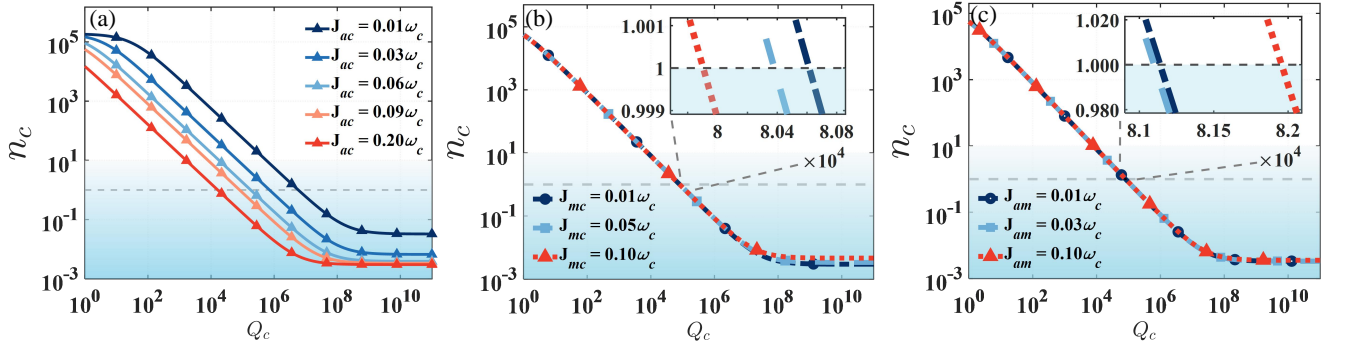 (a)
n_c
10^5
10^3
10^1
10^-1
10^-3
J_ac = 0.01ω_c
J_ac = 0.03ω_c
J_ac = 0.06ω_c
J_ac = 0.09ω_c
J_ac = 0.20ω_c
10^0 10^2 10^4 10^6 10^8 10^10
Q_c
(b)
n_c
10^5
10^3
10^1
10^-1
10^-3
1.001
1
0.999
8 8.04 8.08
×10^4
J_mc = 0.01ω_c
J_mc = 0.05ω_c
J_mc = 0.10ω_c
10^0 10^2 10^4 10^6 10^8 10^10
Q_c
(c)
n_c
10^5
10^3
10^1
10^-1
10^-3
1.020
1.000
0.980
8.1 8.15 8.2
×10^4
J_am = 0.01ω_c
J_am = 0.03ω_c
J_am = 0.10ω_c
10^0 10^2 10^4 10^6 10^8 10^10
Q_c